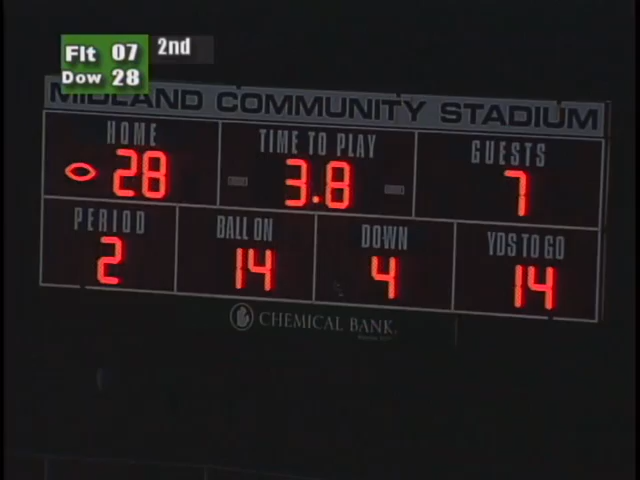 Flt 07 2nd
Dow 28
MIDLAND COMMUNITY STADIUM
HOME TIME TO PLAY GUESTS
28 3.8 7
PERIOD BALL ON DOWN YDS TO GO
2 14 4 14
CHEMICAL BANK